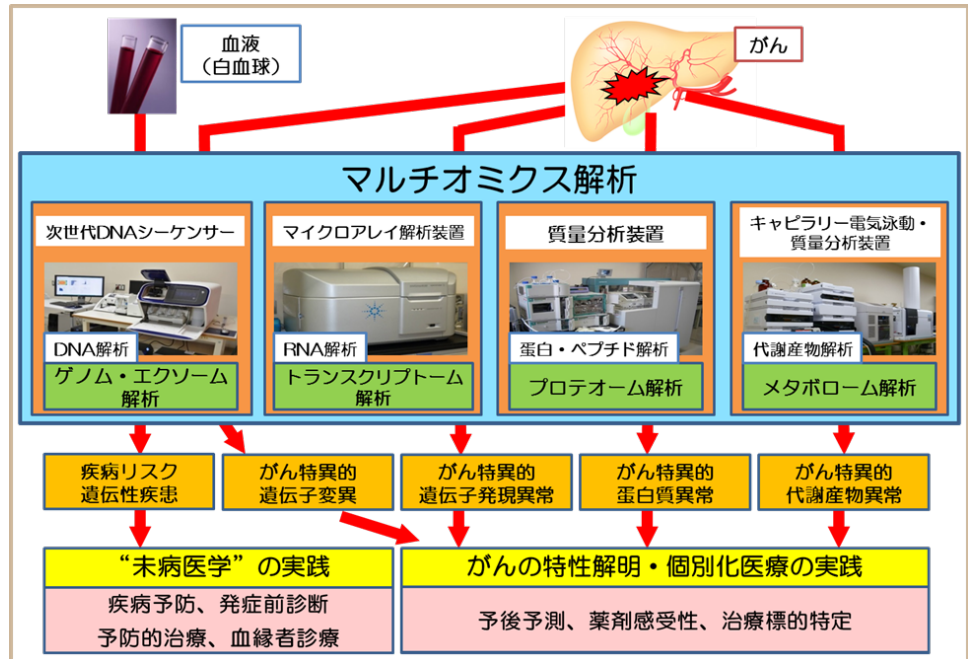 血液
（白血球）
がん
マルチオミクス解析
次世代DNAシーケンサー
DNA解析
ゲノム・エクソーム
解析
マイクロアレイ解析装置
RNA解析
トランスクリプトーム
解析
質量分析装置
蛋白・ペプチド解析
プロテオーム解析
キャピラリー電気泳動・
質量分析装置
代謝産物解析
メタボローム解析
疾病リスク
遺伝性疾患
がん特異的
遺伝子変異
がん特異的
遺伝子発現異常
がん特異的
蛋白質異常
がん特異的
代謝産物異常
“未病医学”の実践
疾病予防、発症前診断
予防的治療、血縁者診療
がんの特性解明・個別化医療の実践
予後予測、薬剤感受性、治療標的特定